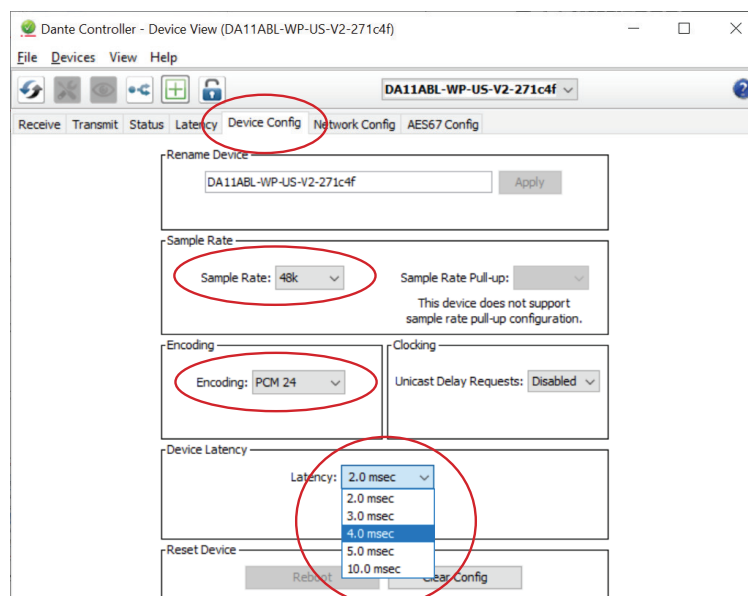 Dante Controller - Device View (DA11ABL-WP-US-V2-271c4f)
File Devices View Help
DA11ABL-WP-US-V2-271c4f
Receive Transmit Status Latency Device Config Network Config AES67 Config
Rename Device
DA11ABL-WP-US-V2-271c4f Apply
Sample Rate
Sample Rate: 48k Sample Rate Pull-up:
This device does not support
sample rate pull-up configuration.
Encoding Clocking
Encoding: PCM 24 Unicast Delay Requests: Disabled
Device Latency
Latency: 2.0 msec
2.0 msec
3.0 msec
4.0 msec
5.0 msec
10.0 msec
Reset Device
Reboot Clear Config